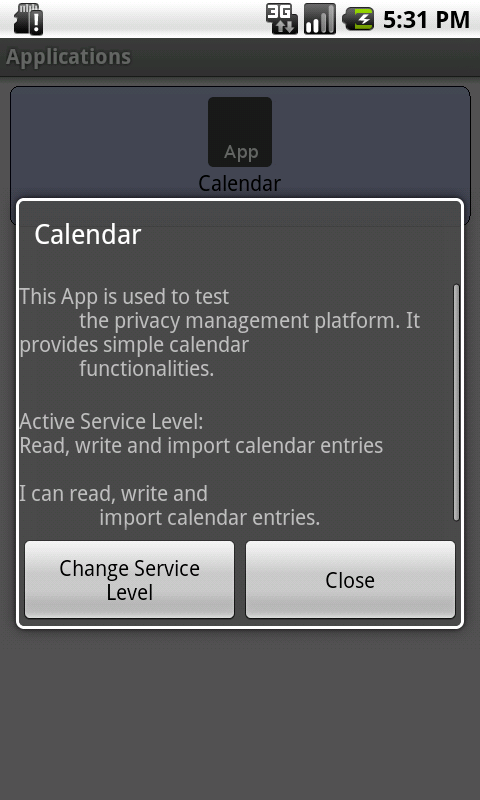 3G 5:31 PM
Applications
App
Calendar
Calendar
This App is used to test
the privacy management platform. It
provides simple calendar
functionalities.
Active Service Level:
Read, write and import calendar entries
I can read, write and
import calendar entries.
Change Service
Level
Close